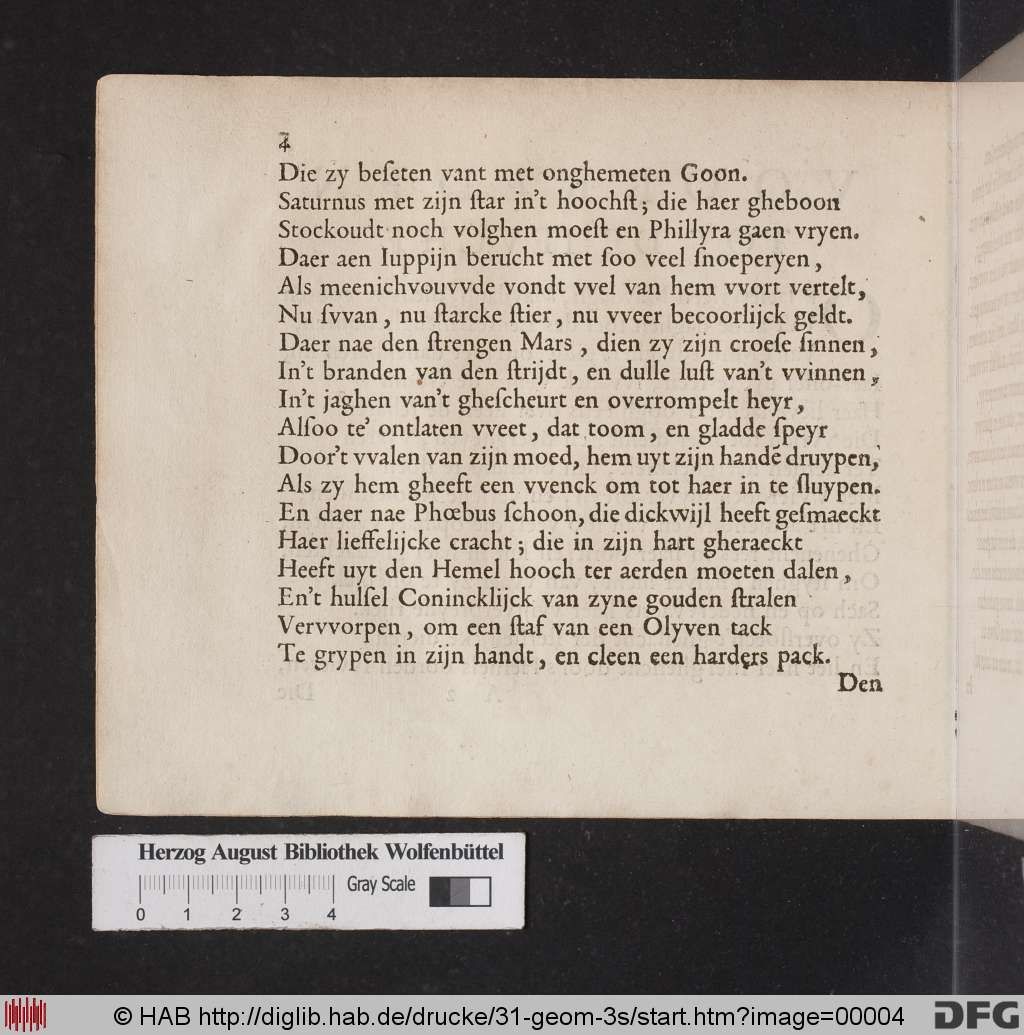 4
Die zy beſeten vant met onghemeten Goon.
Saturnus met zijn ſtar in't hoochſt; die haer gheboon
Stockoudt noch volghen moeſt en Phillyra gaen vryen.
Daer aen Iuppijn berucht met ſoo veel ſnoeperyen,
Als meenichvouvvde vondt vvel van hem vvort vertelt,
Nu ſvvan, nu ſtarcke ſtier, nu vveer becoorlijck geldt.
Daer nae den ſtrengen Mars, dien zy zijn croeſe ſinnen,
In't branden van den ſtrijdt, en dulle luſt van't vvinnen,
In't jaghen van't gheſcheurt en overrompelt heyr,
Alſoo te' ontlaten vveet, dat toom, en gladde ſpeyr
Door't vvalen van zijn moed, hem uyt zijn handē druypen,
Als zy hem gheeft een vvenck om tot haer in te ſluypen.
En daer nae Phœbus ſchoon, die dickwijl heeft geſmaeckt
Haer lieffelijcke cracht; die in zijn hart gheraeckt
Heeft uyt den Hemel hooch ter aerden moeten dalen,
En't hulſel Conincklijck van zyne gouden ſtralen
Vervvorpen, om een ſtaf van een Olyven tack
Te grypen in zijn handt, en cleen een harders pack.
Den
Herzog August Bibliothek Wolfenbüttel
Gray Scale
0 1 2 3 4
© HAB http://diglib.hab.de/drucke/31-geom-3s/start.htm?image=00004
DFG